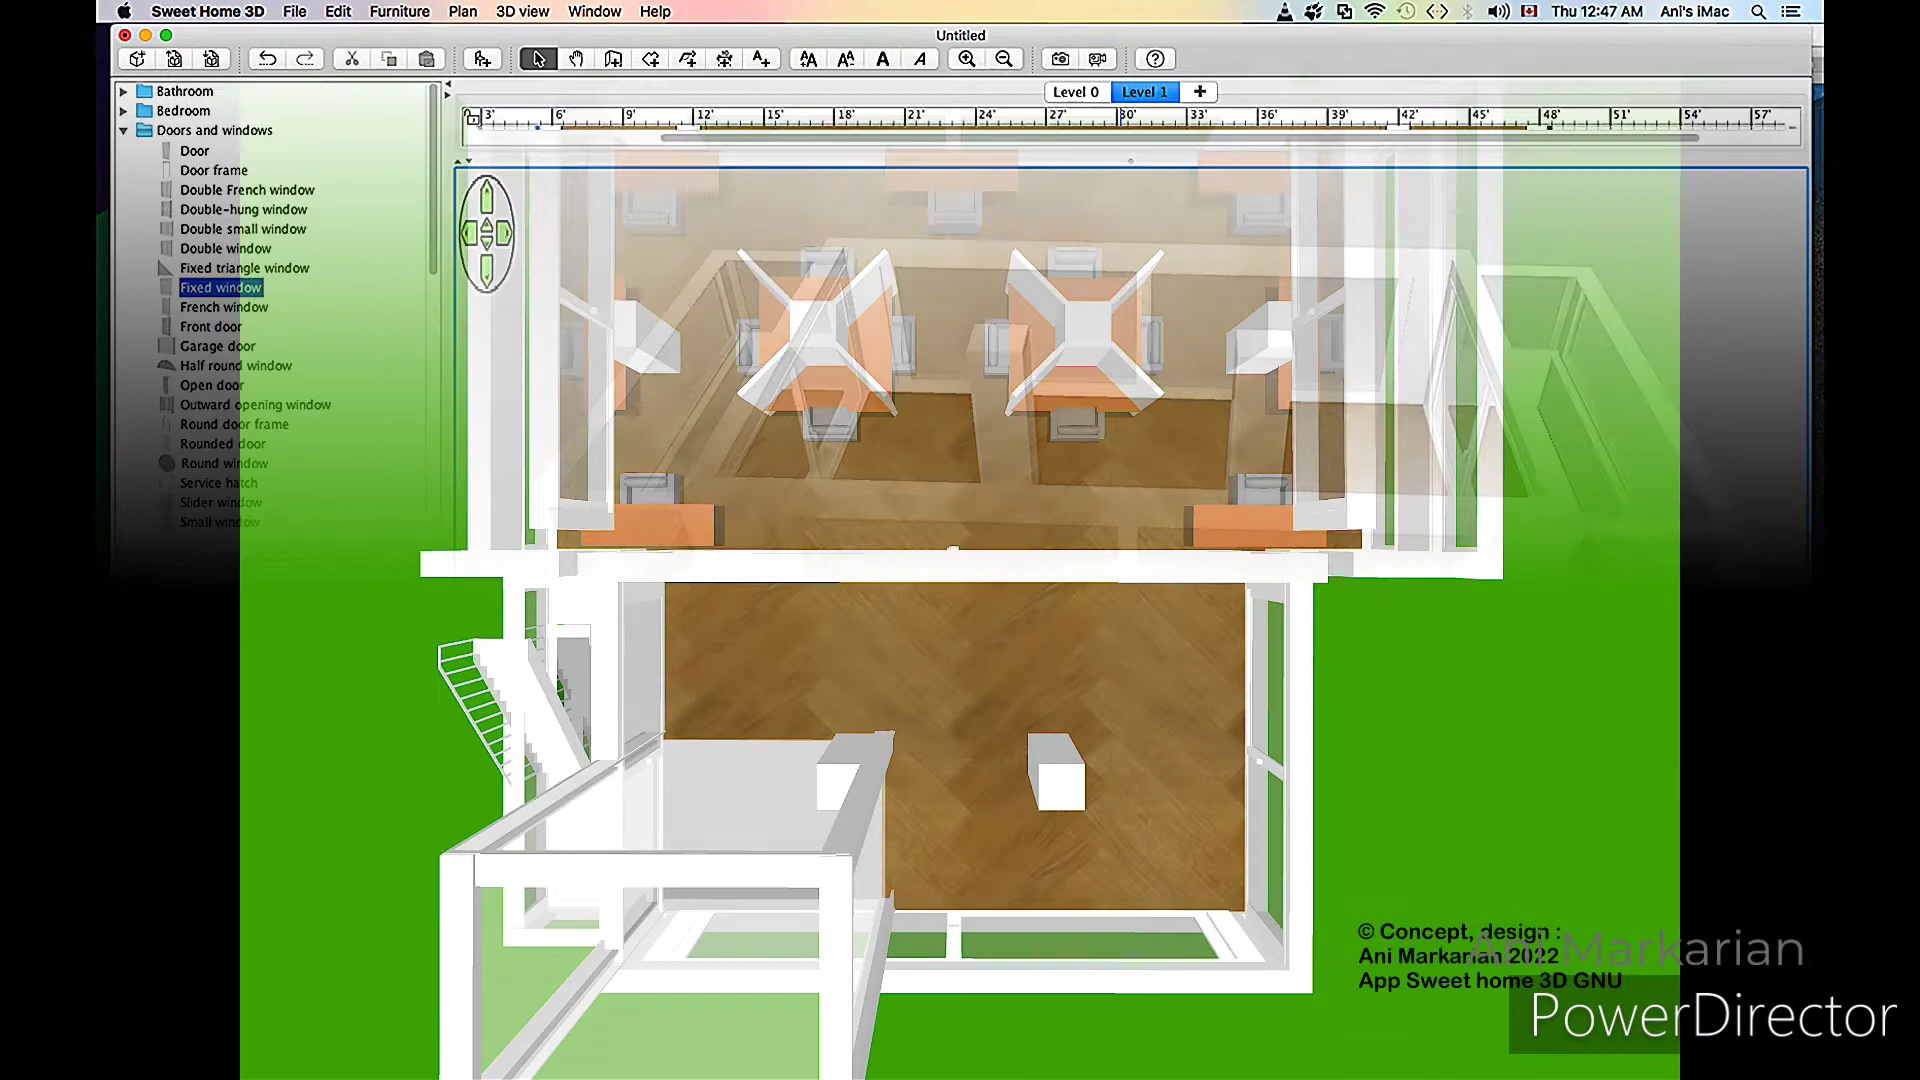 Sweet Home 3D File Edit Furniture Plan 3D view Window Help
Thu 12:47 AM Ani's iMac
Untitled
Bathroom
Bedroom
Doors and windows
Door
Door frame
Double French window
Double-hung window
Double small window
Double window
Fixed triangle window
Fixed window
French window
Front door
Garage door
Half round window
Open door
Outward opening window
Round door frame
Rounded door
Round window
Service hatch
Slider window
Small window
Level 0 Level 1 +
3' 6' 9' 12' 15' 18' 21' 24' 27' 30' 33' 36' 39' 42' 45' 48' 51' 54' 57'
© Concept, design :
Ani Markarian 2022
App Sweet home 3D GNU
Ani Markarian
PowerDirector